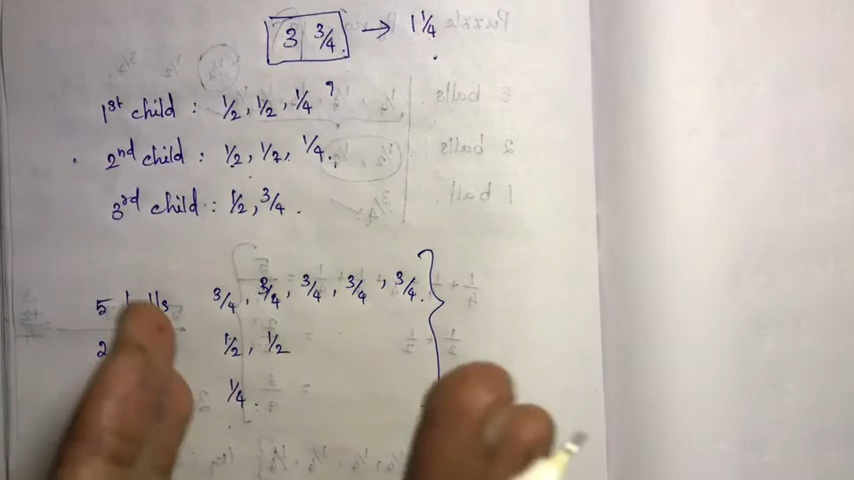 3 3/4. → 1 1/4
1st child : 1/2, 1/2, 1/4
2nd child : 1/2, 1/2, 1/4.
3rd child : 1/2, 3/4.
5 3/4, 3/4, 3/4, 3/4, 3/4.
2 1/2, 1/2
1/4.